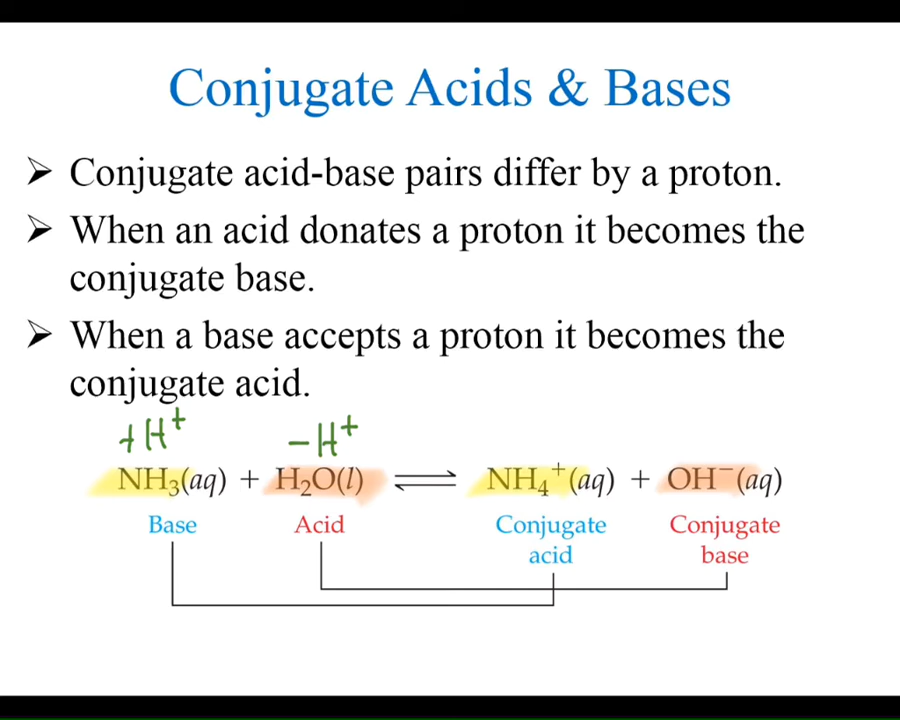 Conjugate Acids & Bases
➢ Conjugate acid-base pairs differ by a proton.
➢ When an acid donates a proton it becomes the
conjugate base.
➢ When a base accepts a proton it becomes the
conjugate acid.
+H⁺ −H⁺
NH₃(aq) + H₂O(l) ⇌ NH₄⁺(aq) + OH⁻(aq)
Base Acid Conjugate Conjugate
acid base